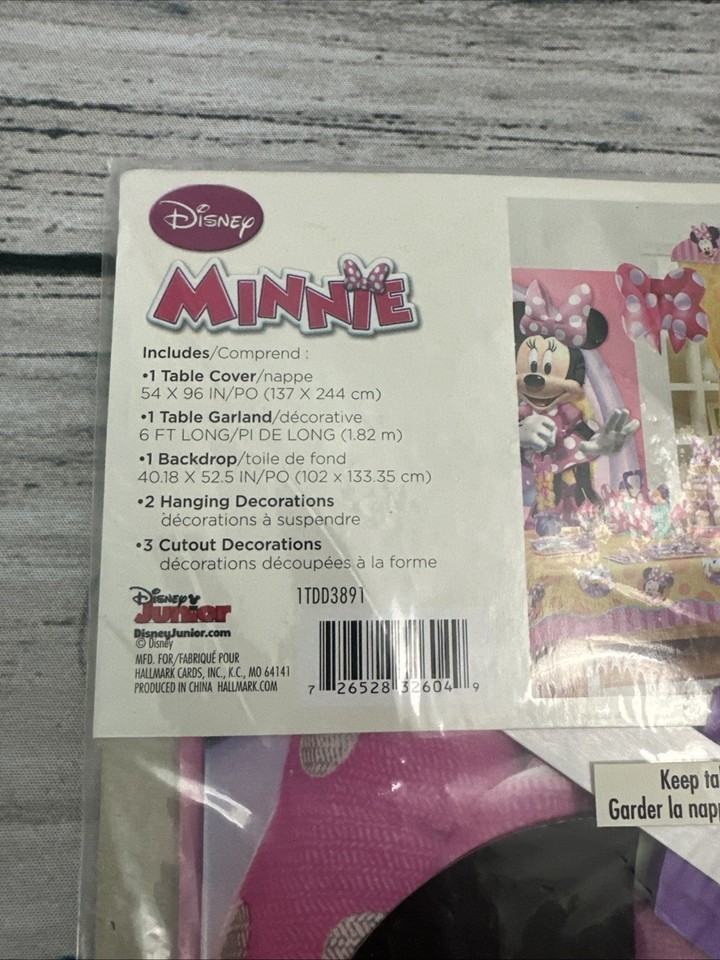 Disney
MINNIE
Includes/Comprend :
•1 Table Cover/nappe
54 X 96 IN/PO (137 X 244 cm)
•1 Table Garland/décorative
6 FT LONG/PI DE LONG (1.82 m)
•1 Backdrop/toile de fond
40.18 X 52.5 IN/PO (102 x 133.35 cm)
•2 Hanging Decorations
décorations à suspendre
•3 Cutout Decorations
décorations découpées à la forme
Disney
Junior
DisneyJunior.com
© Disney
MFD. FOR/FABRIQUÉ POUR
HALLMARK CARDS, INC., K.C., MO 64141
PRODUCED IN CHINA HALLMARK.COM
1TDD3891
7 26528 32604 9
Keep ta
Garder la napp